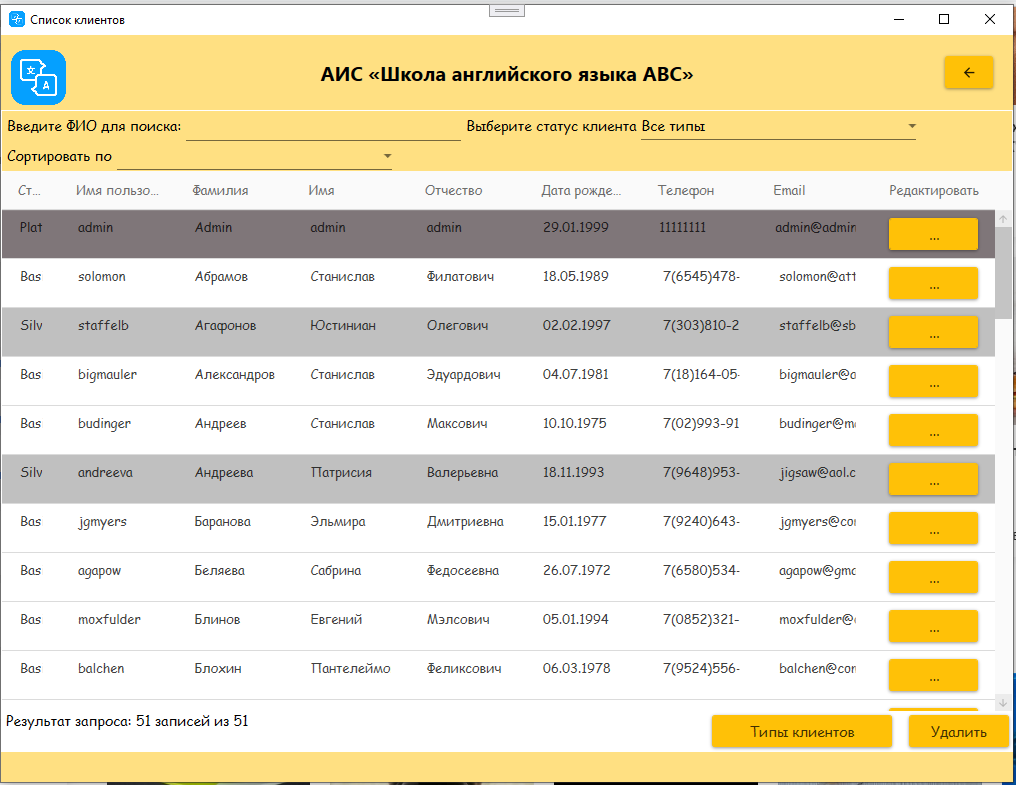 Список клиентов
АИС «Школа английского языка АВС»
Введите ФИО для поиска: Выберите статус клиента Все типы
Сортировать по
Ст... Имя пользо... Фамилия Имя Отчество Дата рожде... Телефон Email Редактировать
Plat admin Admin admin admin 29.01.1999 11111111 admin@admin ...
Bas solomon Абрамов Станислав Филатович 18.05.1989 7(6545)478- solomon@att ...
Silv staffelb Агафонов Юстиниан Олегович 02.02.1997 7(303)810-2 staffelb@sb ...
Bas bigmauler Александров Станислав Эдуардович 04.07.1981 7(18)164-05- bigmauler@a ...
Bas budinger Андреев Станислав Максович 10.10.1975 7(02)993-91 budinger@m ...
Silv andreeva Андреева Патрисия Валерьевна 18.11.1993 7(9648)953- jigsaw@aol.c ...
Bas jgmyers Баранова Эльмира Дмитриевна 15.01.1977 7(9240)643- jgmyers@co ...
Bas agapow Беляева Сабрина Федосеевна 26.07.1972 7(6580)534- agapow@gmc ...
Bas moxfulder Блинов Евгений Мэлсович 05.01.1994 7(0852)321- moxfulder@ ...
Bas balchen Блохин Пантелеймо Феликсович 06.03.1978 7(9524)556- balchen@con ...
Результат запроса: 51 записей из 51
Типы клиентов Удалить